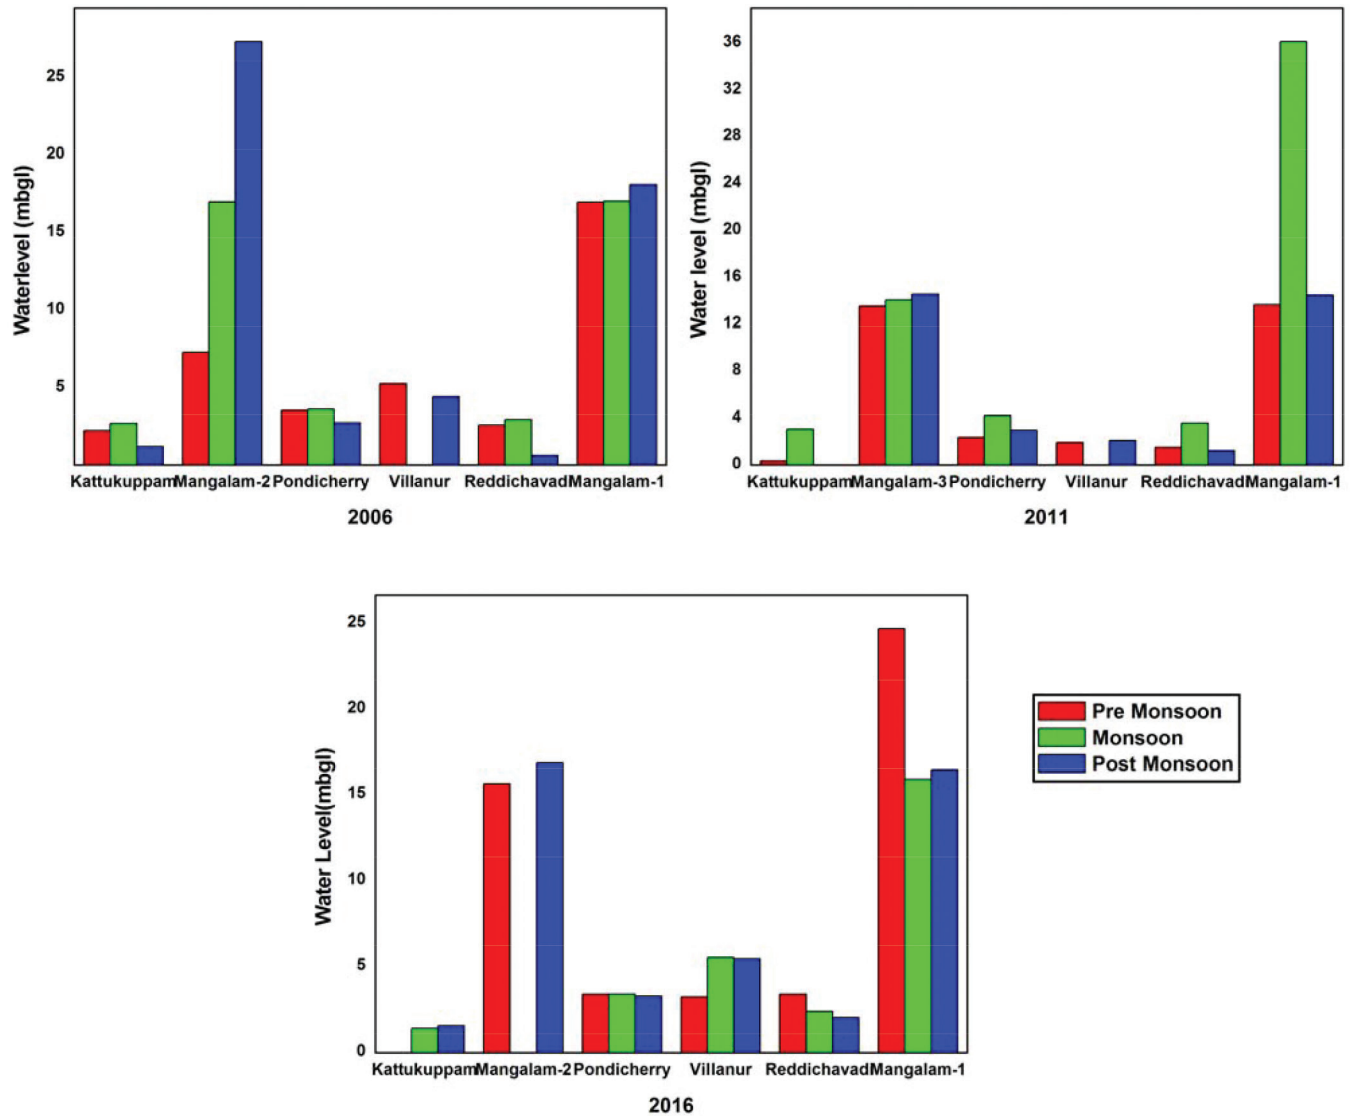 Waterlevel (mbgl)
25
20
15
10
5
Kattukuppam Mangalam-2 Pondicherry Villanur Reddichavadi Mangalam-1
2006
Water level (mbgl)
36
32
28
24
20
16
12
8
4
0
Kattukuppam Mangalam-3 Pondicherry Villanur Reddichavadi Mangalam-1
2011
Water Level(mbgl)
25
20
15
10
5
0
Kattukuppam Mangalam-2 Pondicherry Villanur Reddichavadi Mangalam-1
2016
Pre Monsoon
Monsoon
Post Monsoon